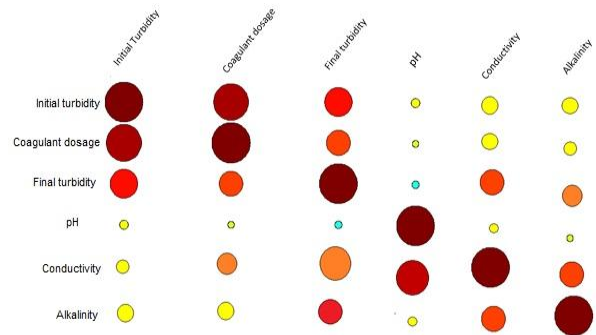 Initial Turbidity
Coagulant dosage
Final turbidity
pH
Conductivity
Alkalinity
Initial turbidity
Coagulant dosage
Final turbidity
pH
Conductivity
Alkalinity